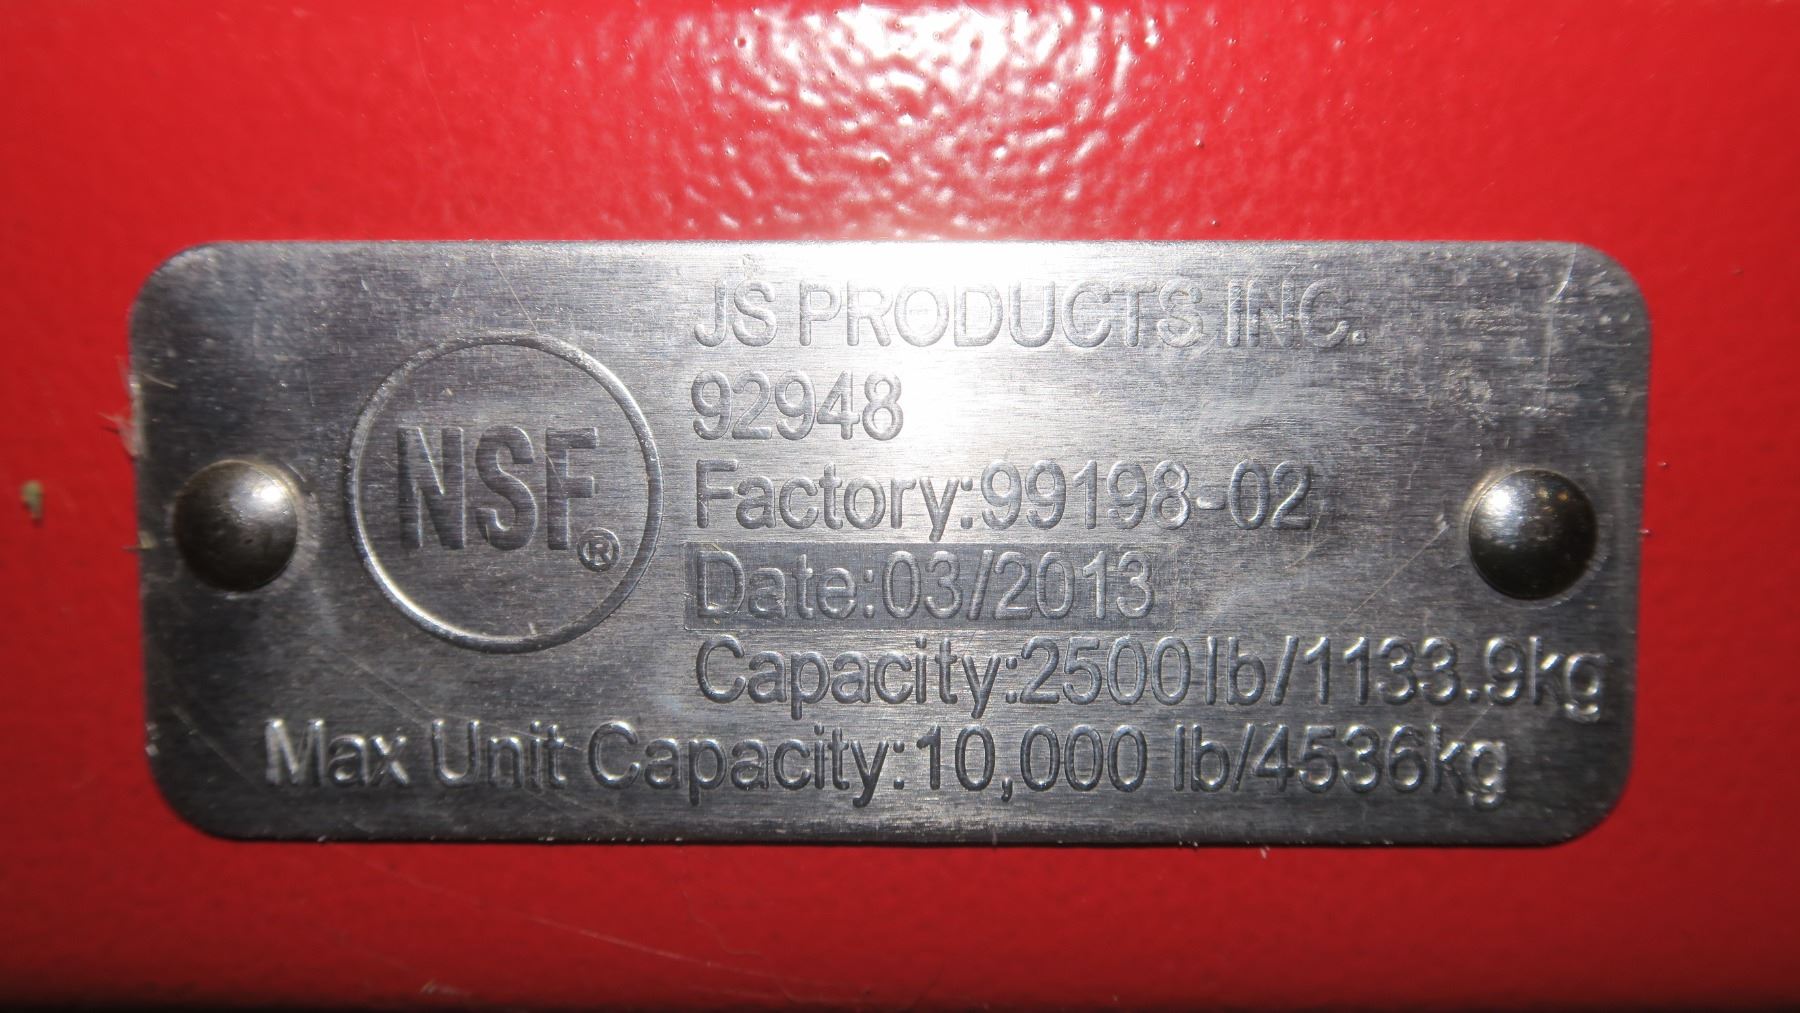 JS PRODUCTS INC.
92948
NSF®
Factory:99198-02
Date:03/2013
Capacity:2500lb/1133.9kg
Max Unit Capacity:10,000 lb/4536kg